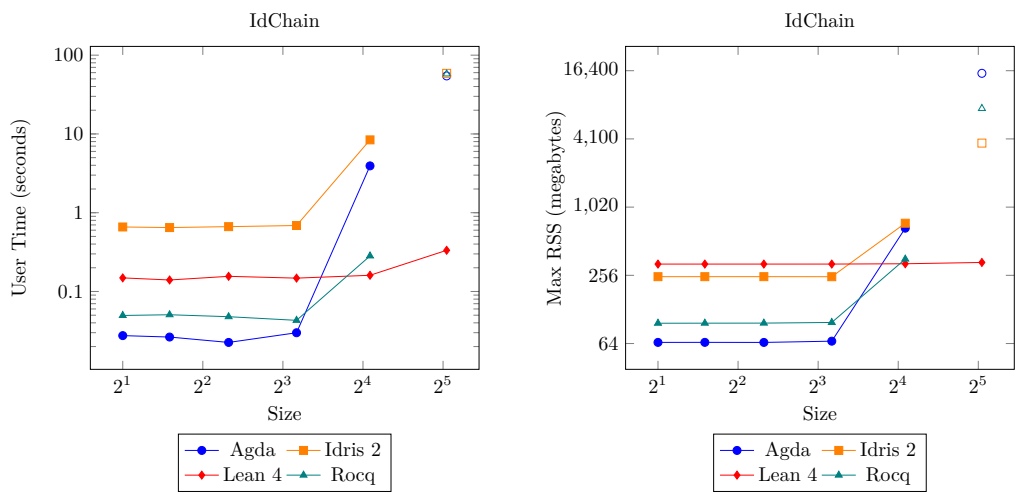 IdChain
100
10
1
0.1
User Time (seconds)
2^1 2^2 2^3 2^4 2^5
Size
Agda Idris 2
Lean 4 Rocq
IdChain
16,400
4,100
1,020
256
64
Max RSS (megabytes)
2^1 2^2 2^3 2^4 2^5
Size
Agda Idris 2
Lean 4 Rocq